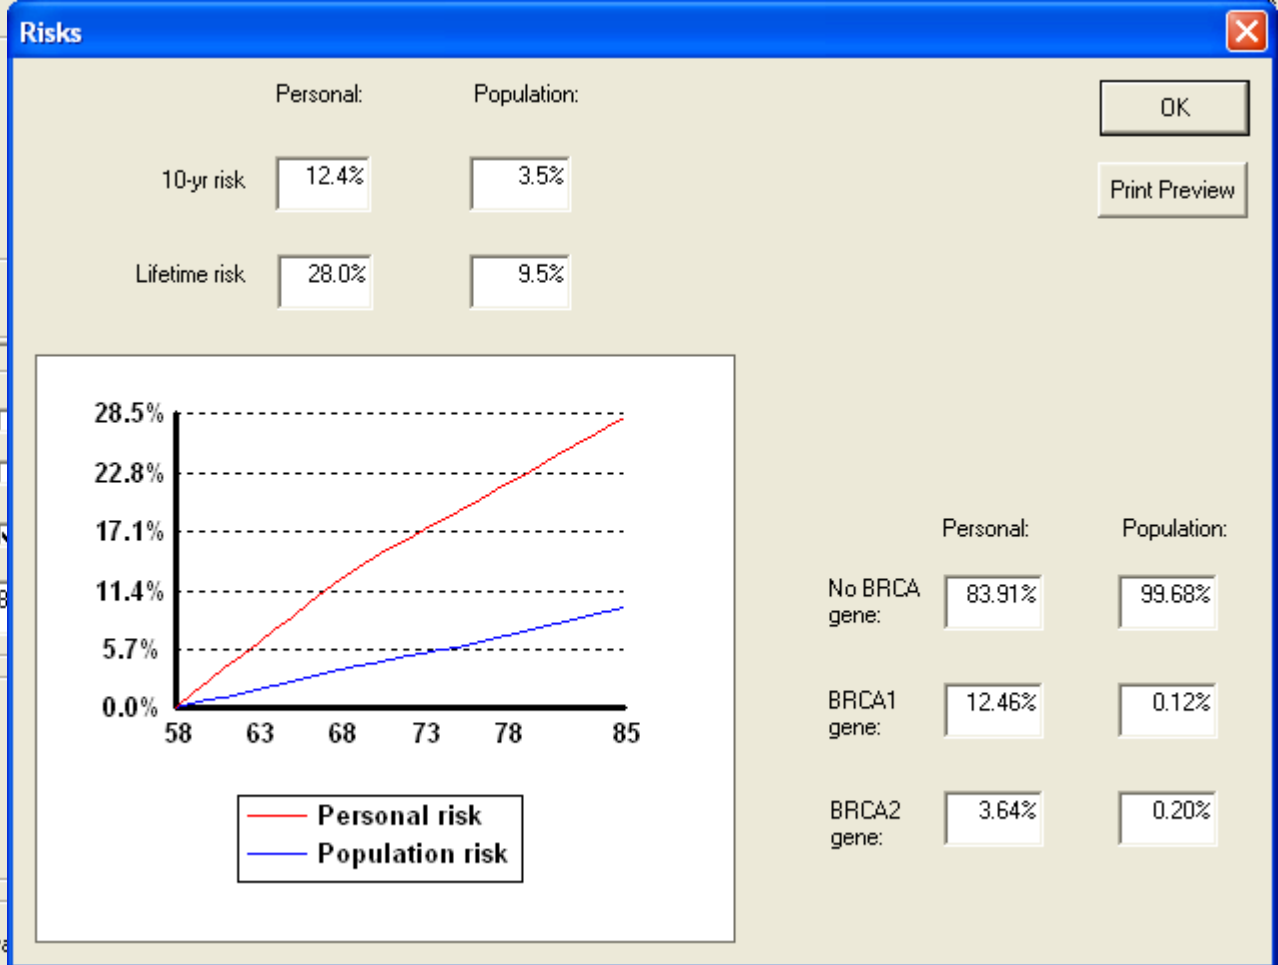 Risks
Personal: Population:
OK
10-yr risk 12.4% 3.5%
Print Preview
Lifetime risk 28.0% 9.5%
28.5%
22.8%
17.1%
11.4%
5.7%
0.0%
58 63 68 73 78 85
Personal risk
Population risk
Personal: Population:
No BRCA
gene: 83.91% 99.68%
BRCA1
gene: 12.46% 0.12%
BRCA2
gene: 3.64% 0.20%